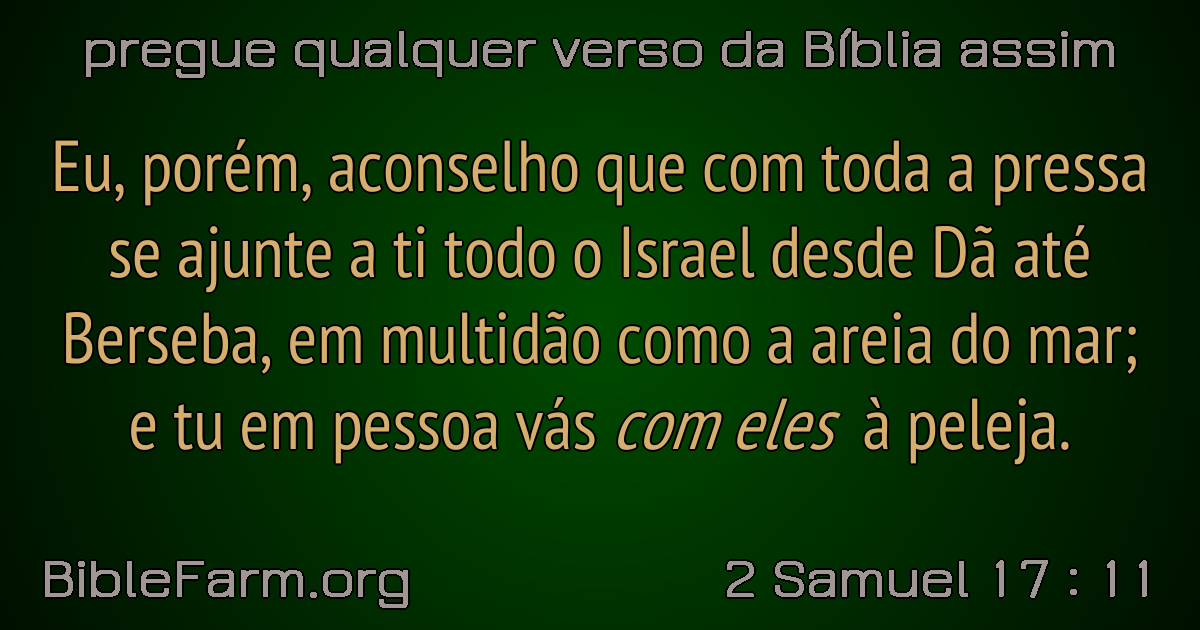 pregue qualquer verso da Bíblia assim
Eu, porém, aconselho que com toda a pressa
se ajunte a ti todo o Israel desde Dã até
Berseba, em multidão como a areia do mar;
e tu em pessoa vás com eles à peleja.
BibleFarm.org
2 Samuel 17 : 11